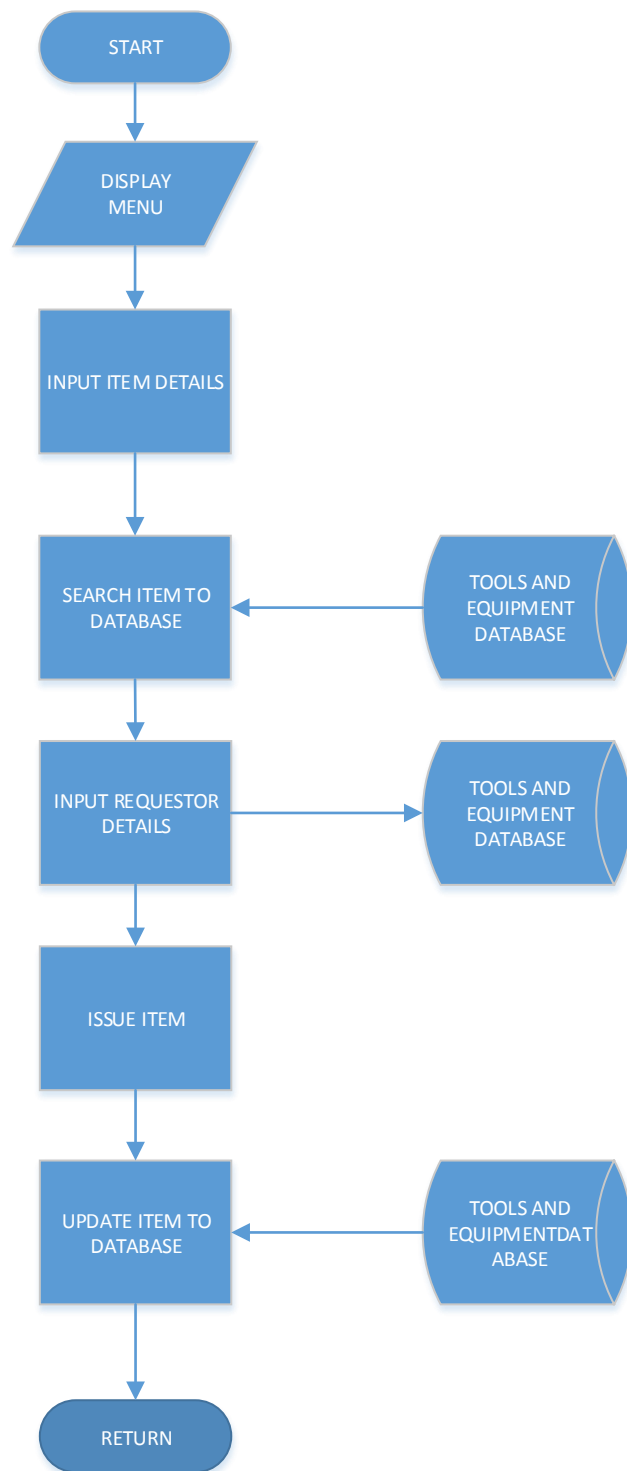 START
DISPLAY
MENU
INPUT ITEM DETAILS
SEARCH ITEM TO
DATABASE
TOOLS AND
EQUIPMENT
DATABASE
INPUT REQUESTOR
DETAILS
TOOLS AND
EQUIPMENT
DATABASE
ISSUE ITEM
UPDATE ITEM TO
DATABASE
TOOLS AND
EQUIPMENTDAT
ABASE
RETURN